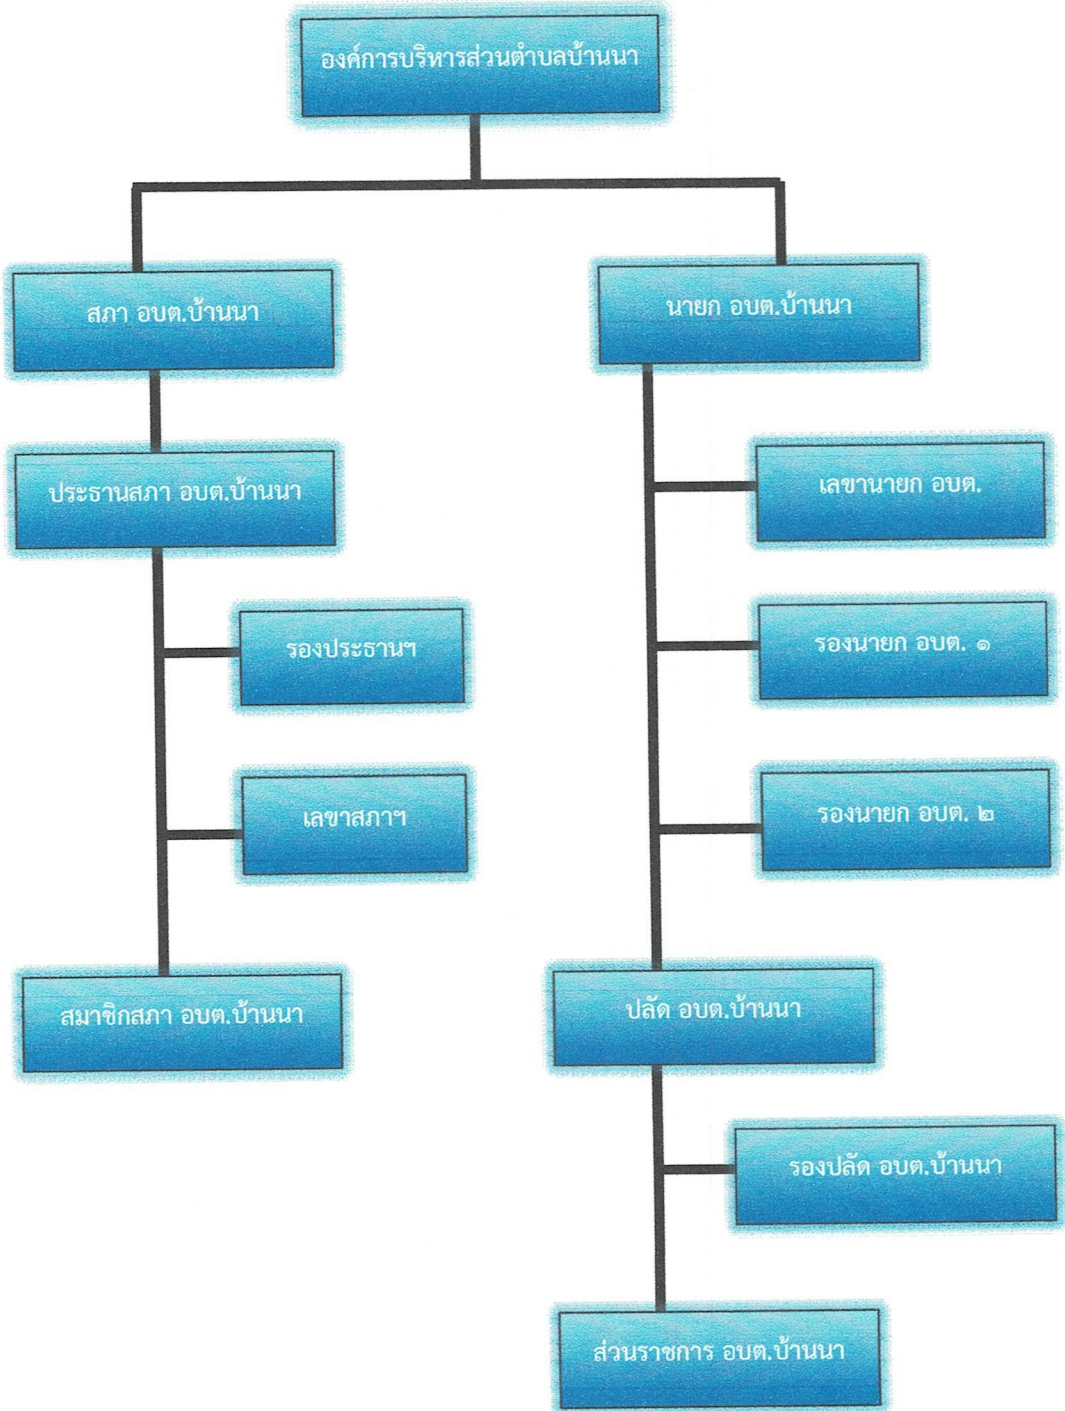 องค์การบริหารส่วนตำบลบ้านนา
สภา อบต.บ้านนา
นายก อบต.บ้านนา
ประธานสภา อบต.บ้านนา
เลขานายก อบต.
รองประธานฯ
รองนายก อบต. ๑
เลขาสภาฯ
รองนายก อบต. ๒
สมาชิกสภา อบต.บ้านนา
ปลัด อบต.บ้านนา
รองปลัด อบต.บ้านนา
ส่วนราชการ อบต.บ้านนา